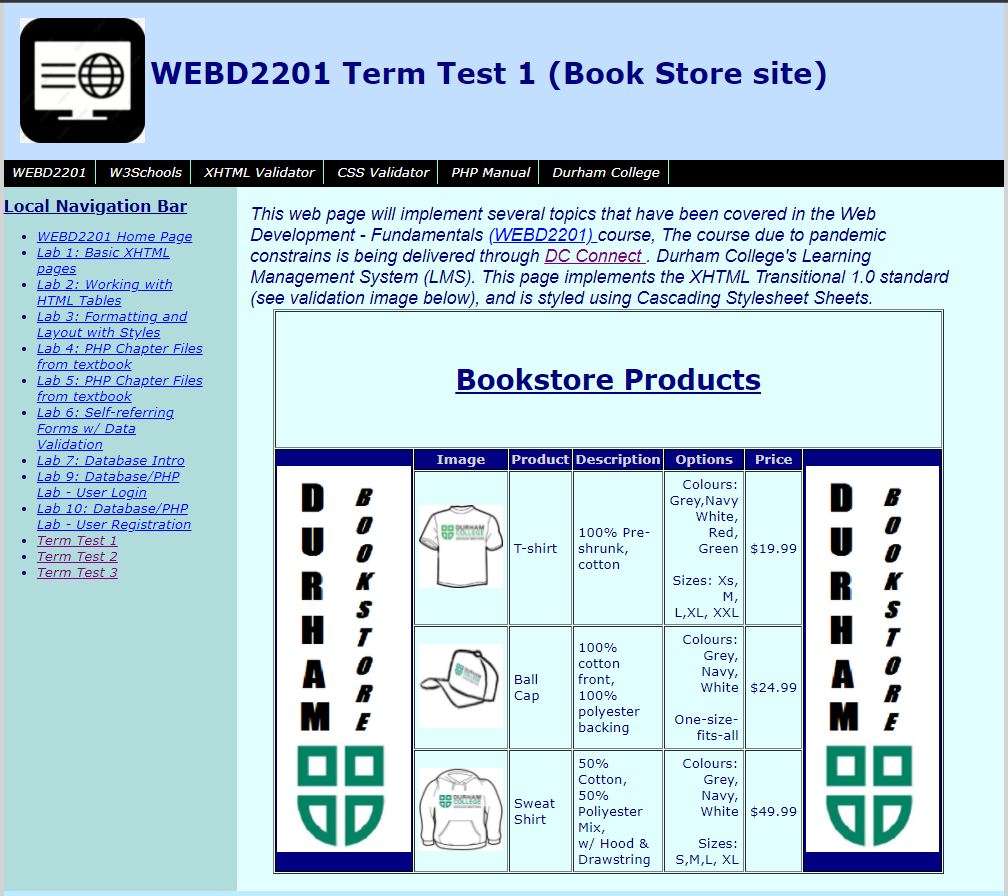 WEBD2201 Term Test 1 (Book Store site)
WEBD2201 W3Schools XHTML Validator CSS Validator PHP Manual Durham College
Local Navigation Bar
WEBD2201 Home Page
Lab 1: Basic XHTML
pages
Lab 2: Working with
HTML Tables
Lab 3: Formatting and
Layout with Styles
Lab 4: PHP Chapter Files
from textbook
Lab 5: PHP Chapter Files
from textbook
Lab 6: Self-referring
Forms w/ Data
Validation
Lab 7: Database Intro
Lab 9: Database/PHP
Lab - User Login
Lab 10: Database/PHP
Lab - User Registration
Term Test 1
Term Test 2
Term Test 3
This web page will implement several topics that have been covered in the Web
Development - Fundamentals (WEBD2201) course, The course due to pandemic
constrains is being delivered through DC Connect . Durham College's Learning
Management System (LMS). This page implements the XHTML Transitional 1.0 standard
(see validation image below), and is styled using Cascading Stylesheet Sheets.
Bookstore Products
DURHAM
BOOKSTORE
Image Product Description Options Price
DURHAM
COLLEGE
T-shirt
100% Pre-
shrunk,
cotton
Colours:
Grey,Navy
White,
Red,
Green
Sizes: Xs,
M,
L,XL, XXL
$19.99
Ball
Cap
100%
cotton
front,
100%
polyester
backing
Colours:
Grey,
Navy,
White
One-size-
fits-all
$24.99
DURHAM
COLLEGE
Sweat
Shirt
50%
Cotton,
50%
Poliyester
Mix,
w/ Hood &
Drawstring
Colours:
Grey,
Navy,
White
Sizes:
S,M,L, XL
$49.99
DURHAM
BOOKSTORE